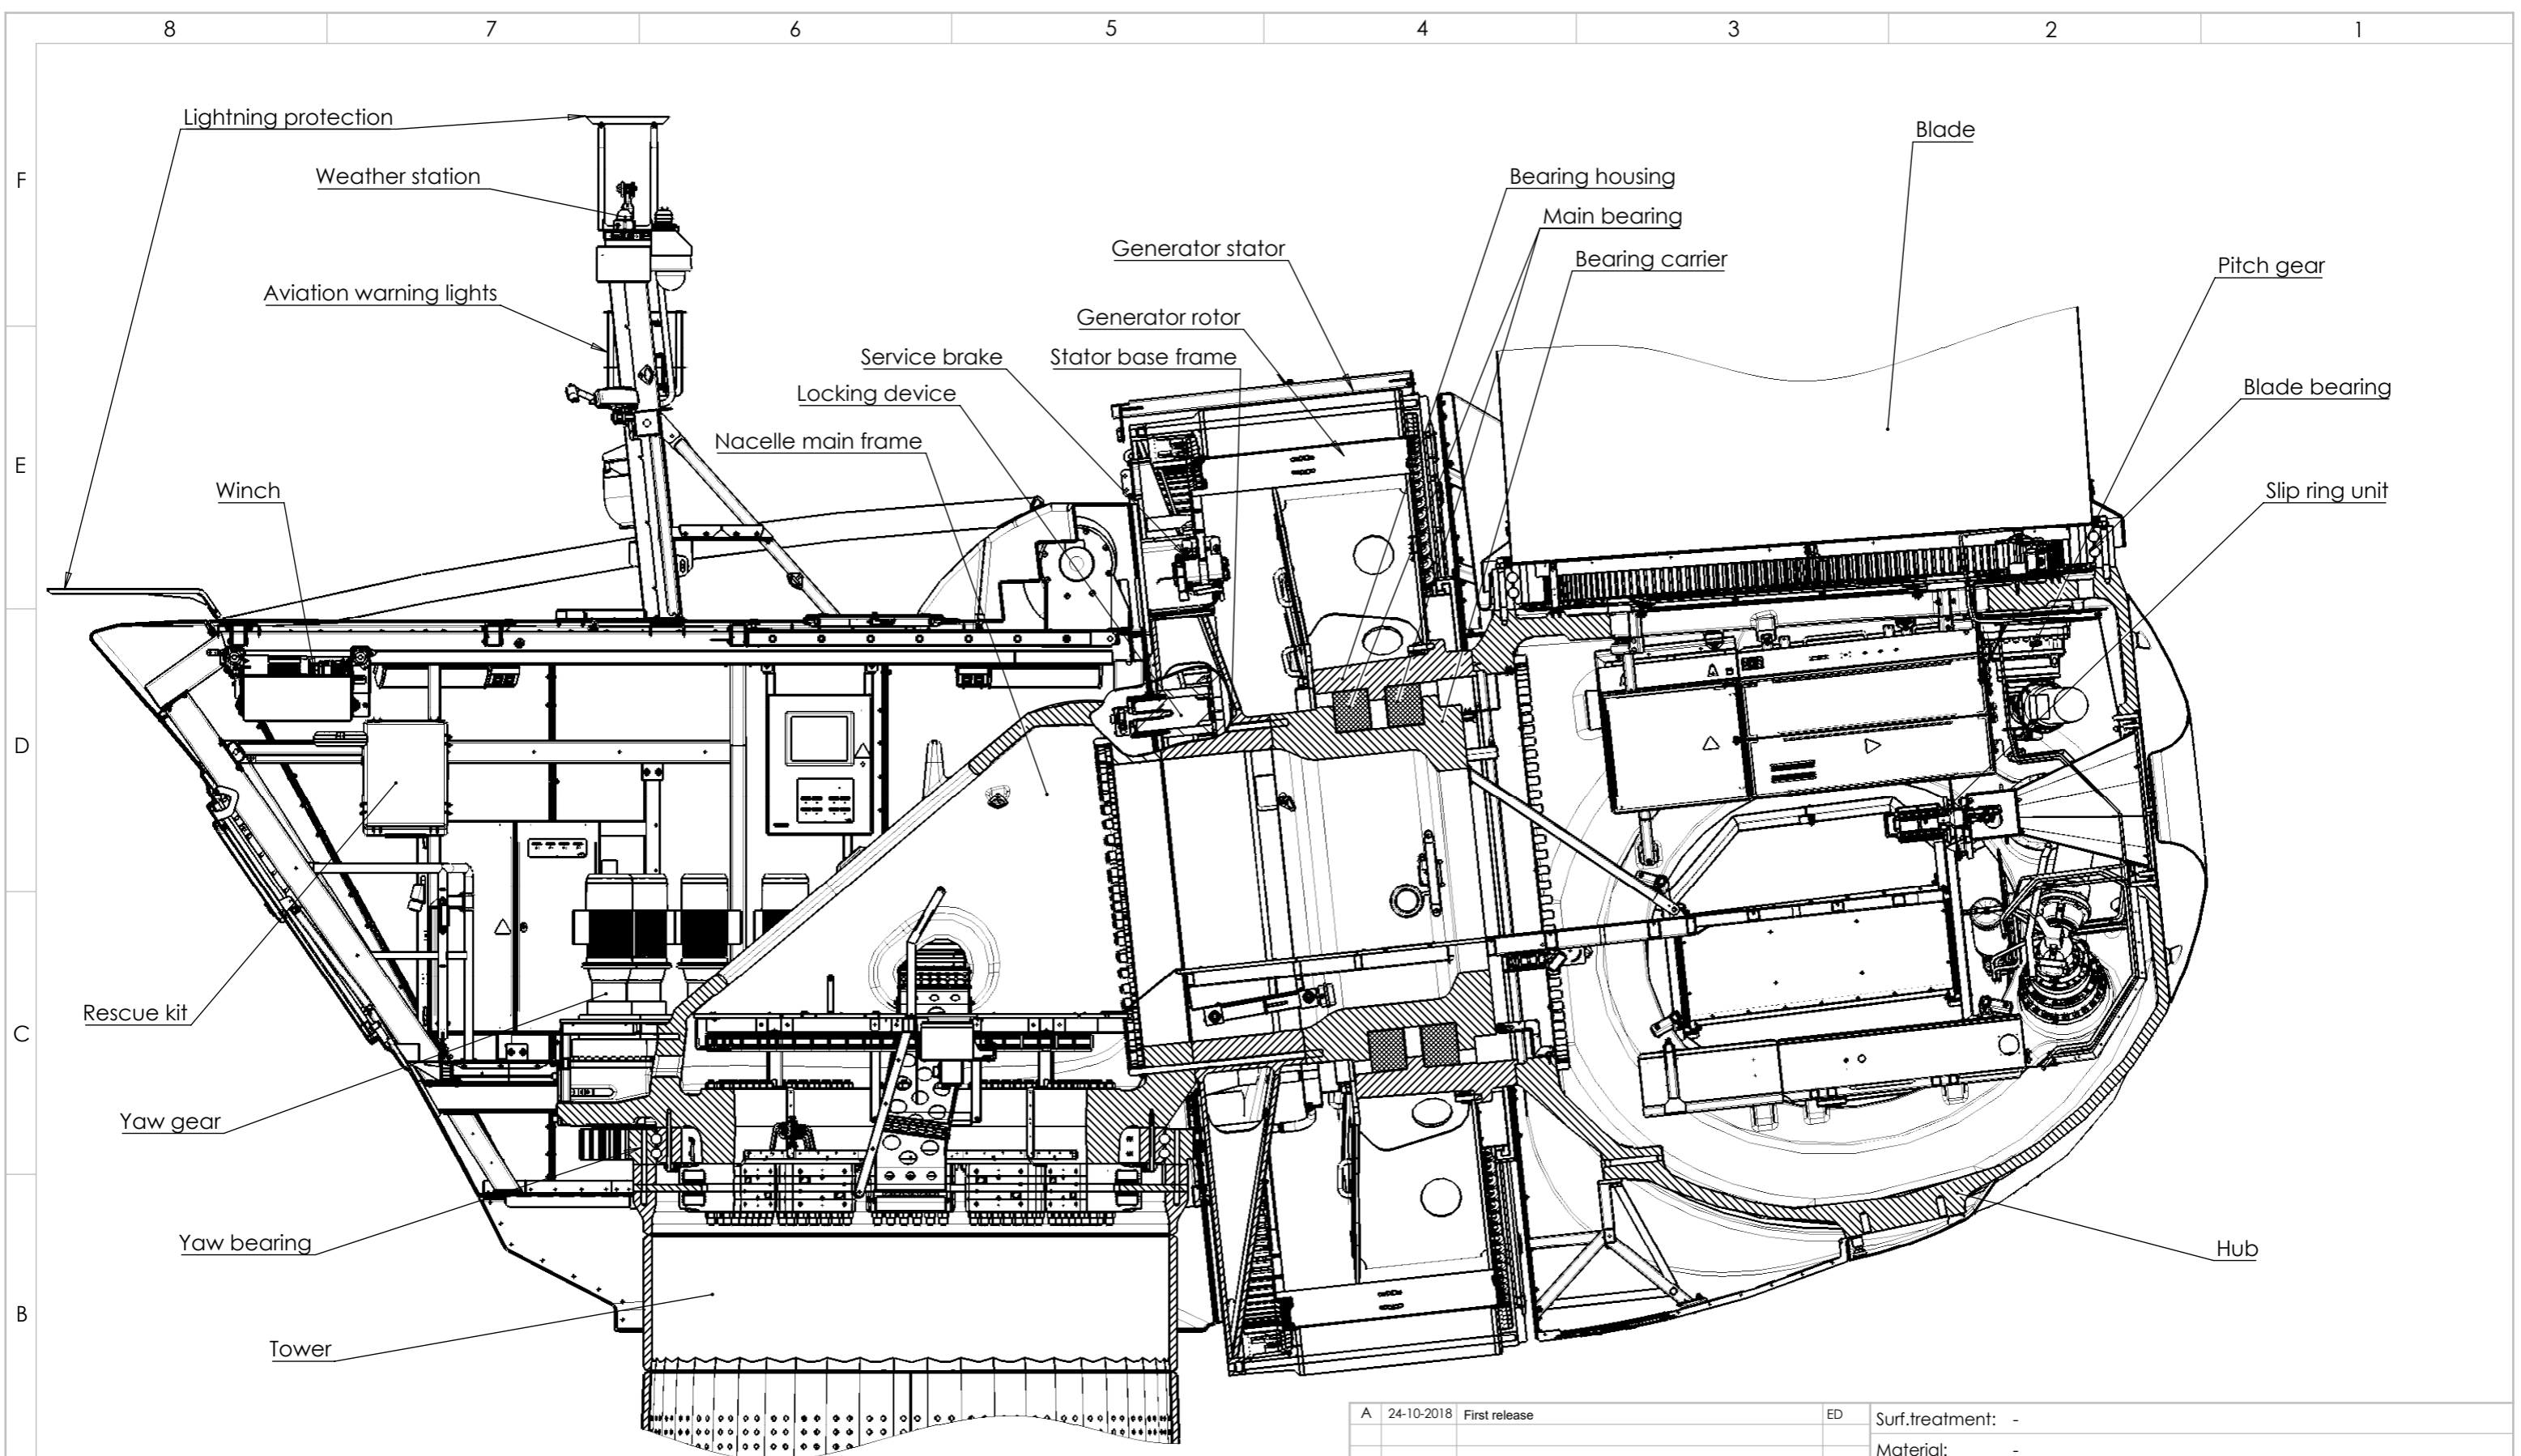 8 7 6 5 4 3 2 1
Lightning protection
Blade
F
Weather station
Bearing housing
Main bearing
Generator stator
Bearing carrier
Pitch gear
Aviation warning lights
Generator rotor
Service brake
Stator base frame
Blade bearing
Locking device
Nacelle main frame
E
Winch
Slip ring unit
D
Rescue kit
C
Yaw gear
Yaw bearing
Hub
B
Tower
A 24-10-2018 First release ED
Surf.treatment: -
Material: -